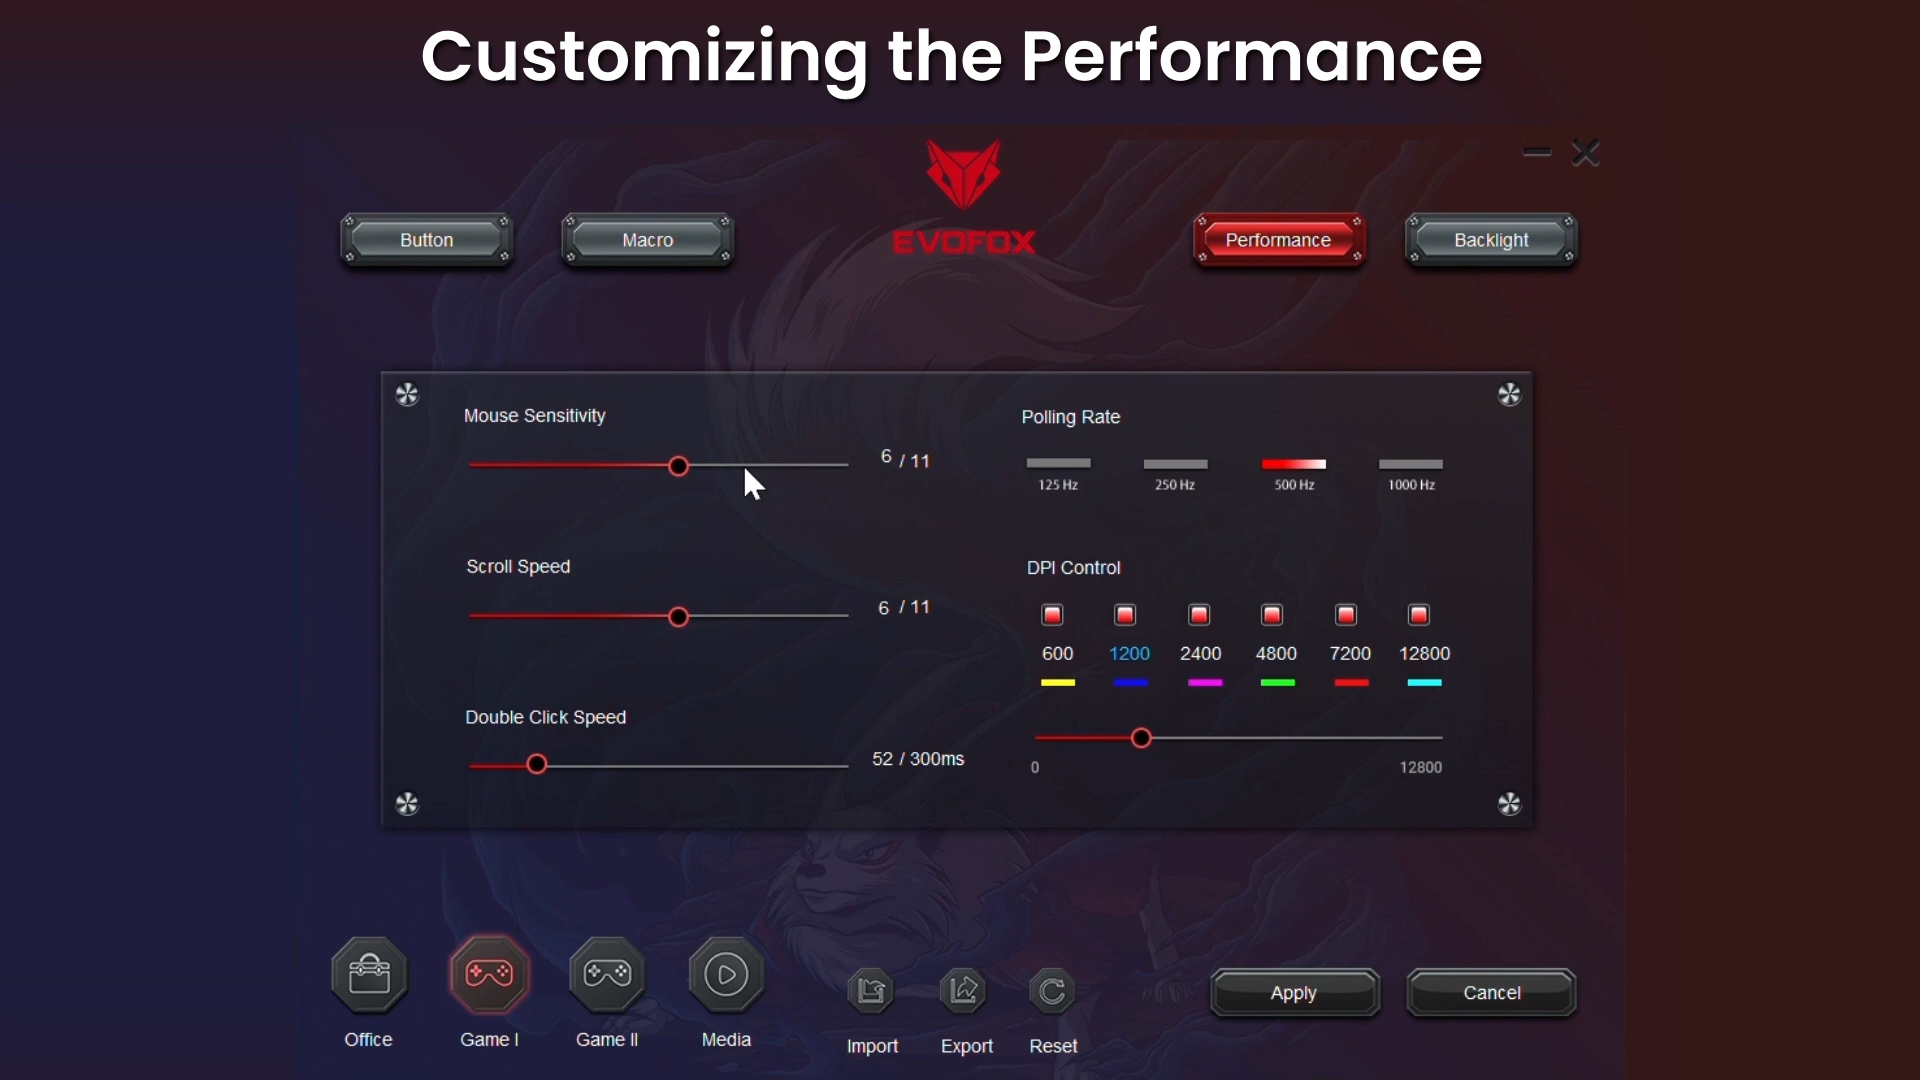 Customizing the Performance
EVOFOX
Button
Macro
Performance
Backlight
Mouse Sensitivity
6 / 11
Polling Rate
125 Hz
250 Hz
500 Hz
1000 Hz
Scroll Speed
6 / 11
DPI Control
600
1200
2400
4800
7200
12800
Double Click Speed
52 / 300ms
0
12800
Office
Game I
Game II
Media
Import
Export
Reset
Apply
Cancel